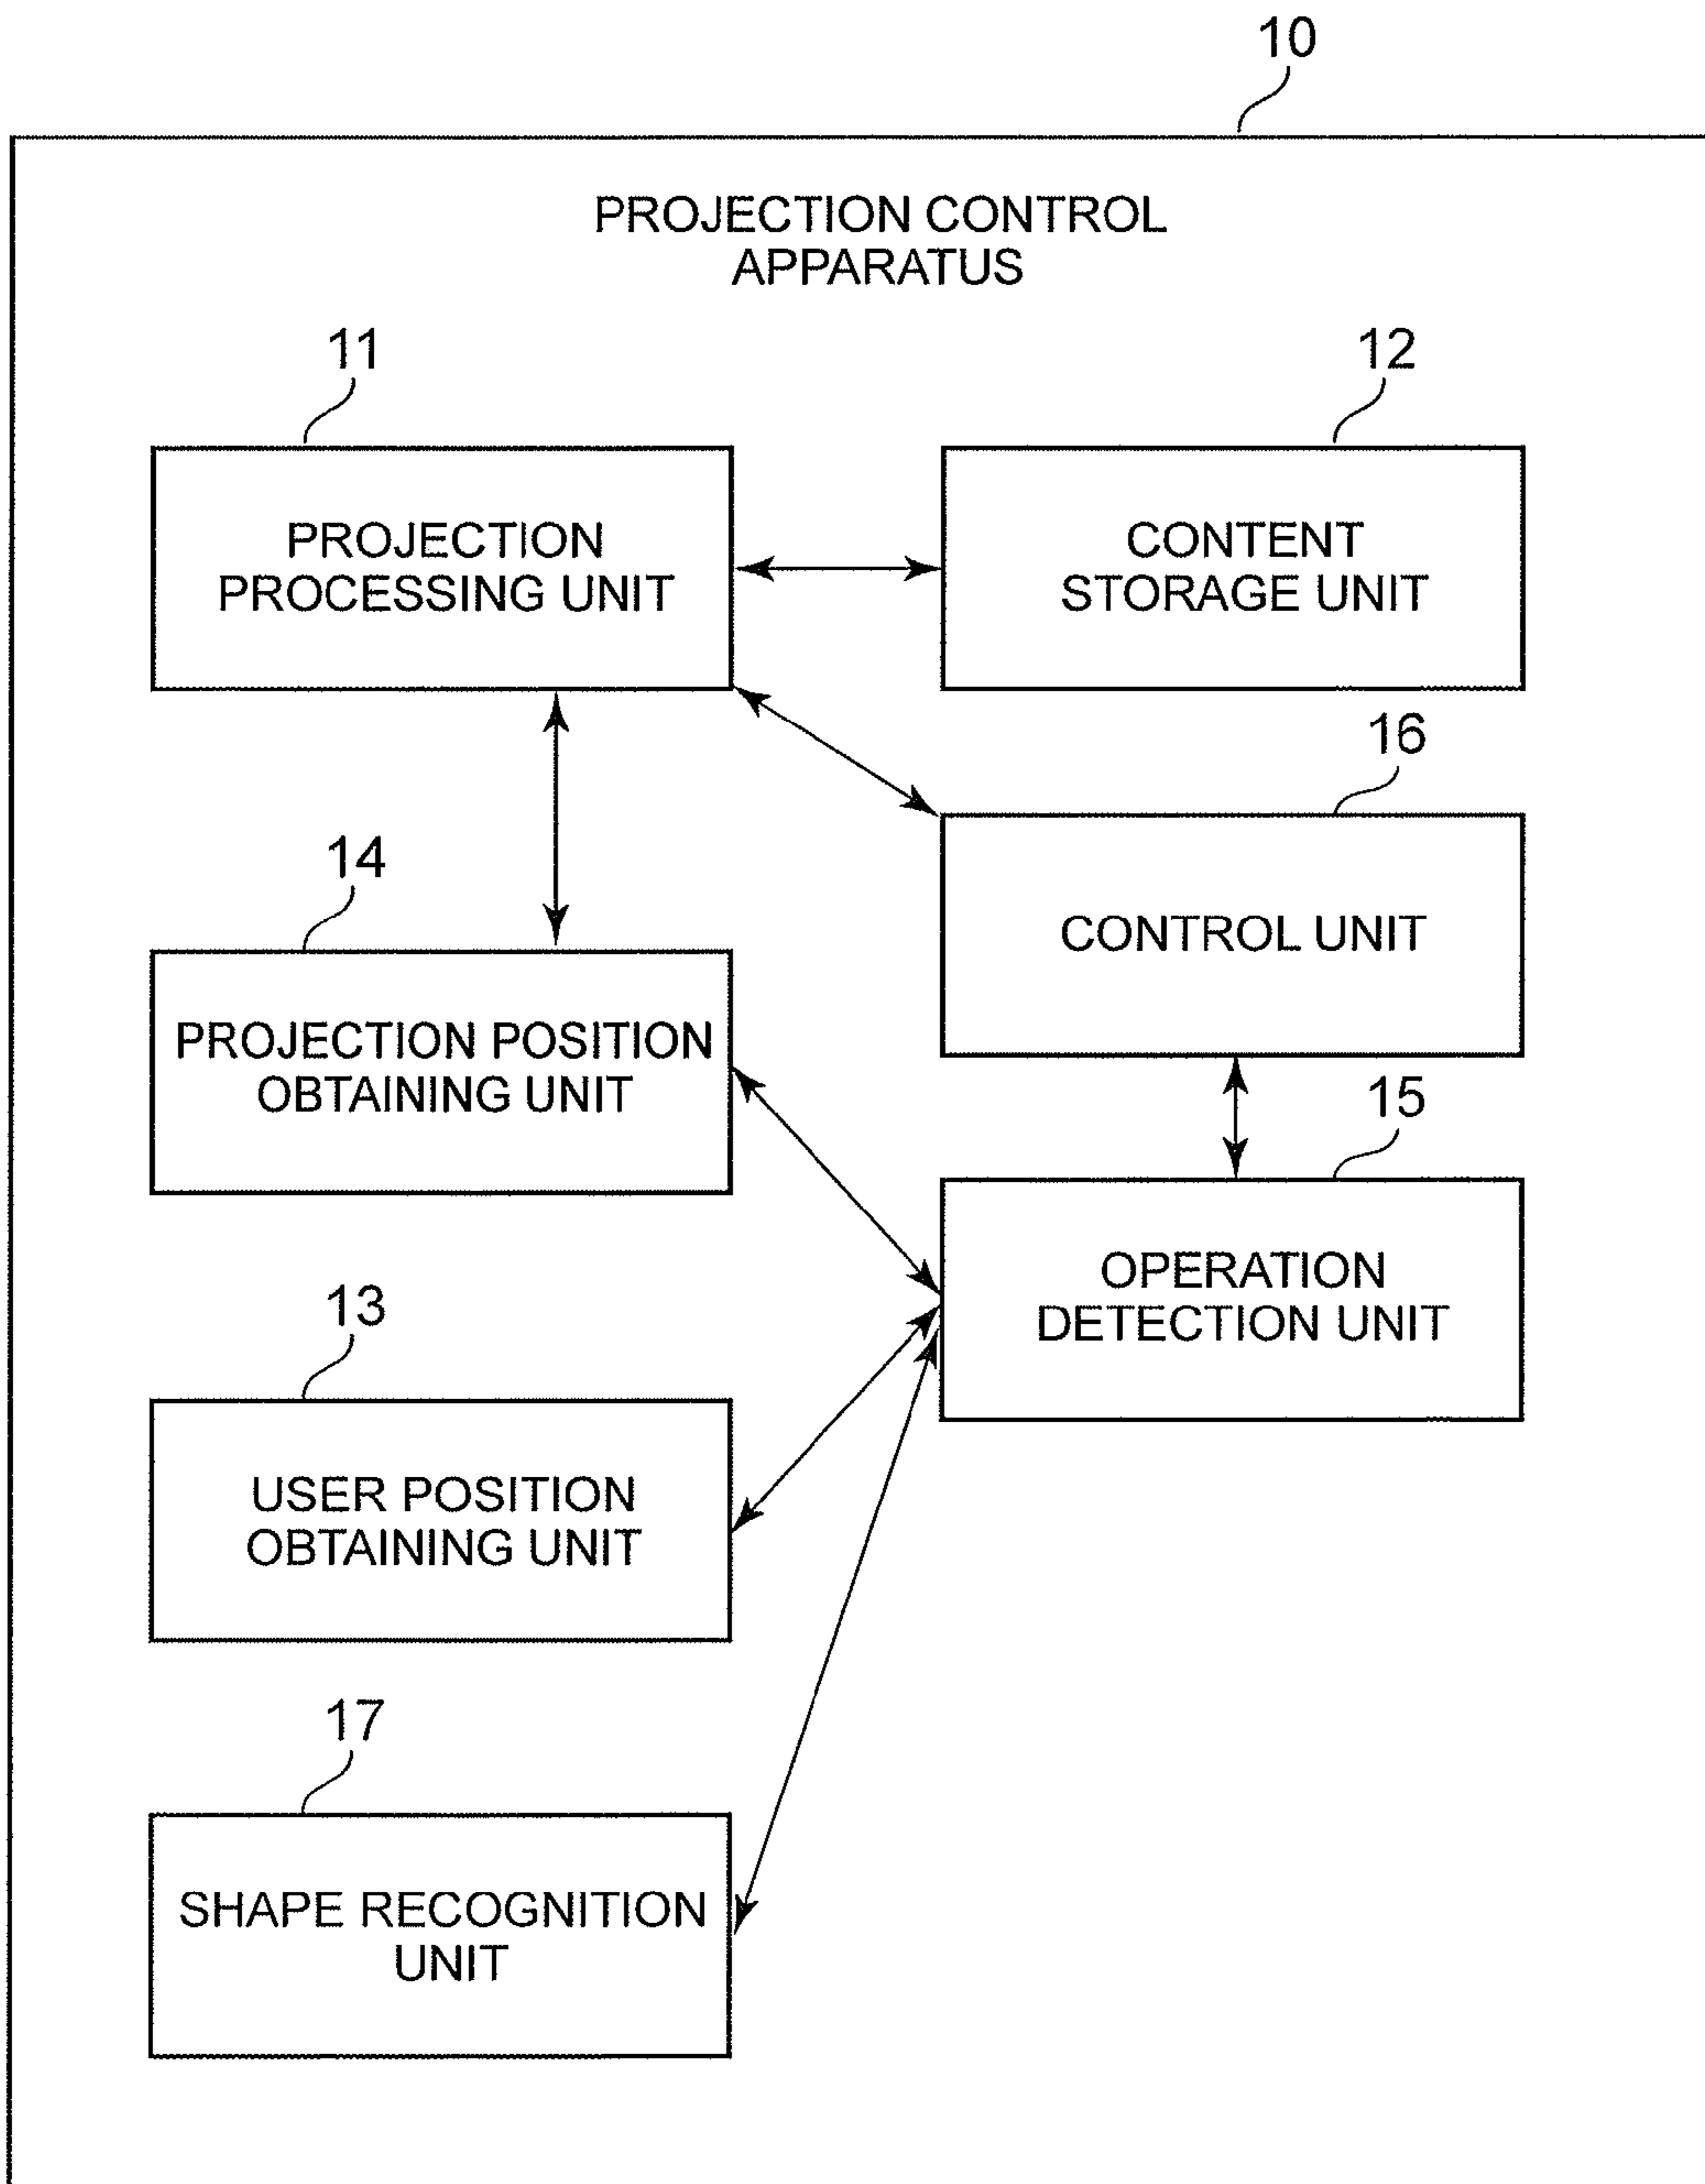 10
PROJECTION CONTROL
APPARATUS
11
12
PROJECTION
PROCESSING UNIT
CONTENT
STORAGE UNIT
16
14
CONTROL UNIT
PROJECTION POSITION
OBTAINING UNIT
15
OPERATION
DETECTION UNIT
13
USER POSITION
OBTAINING UNIT
17
SHAPE RECOGNITION
UNIT